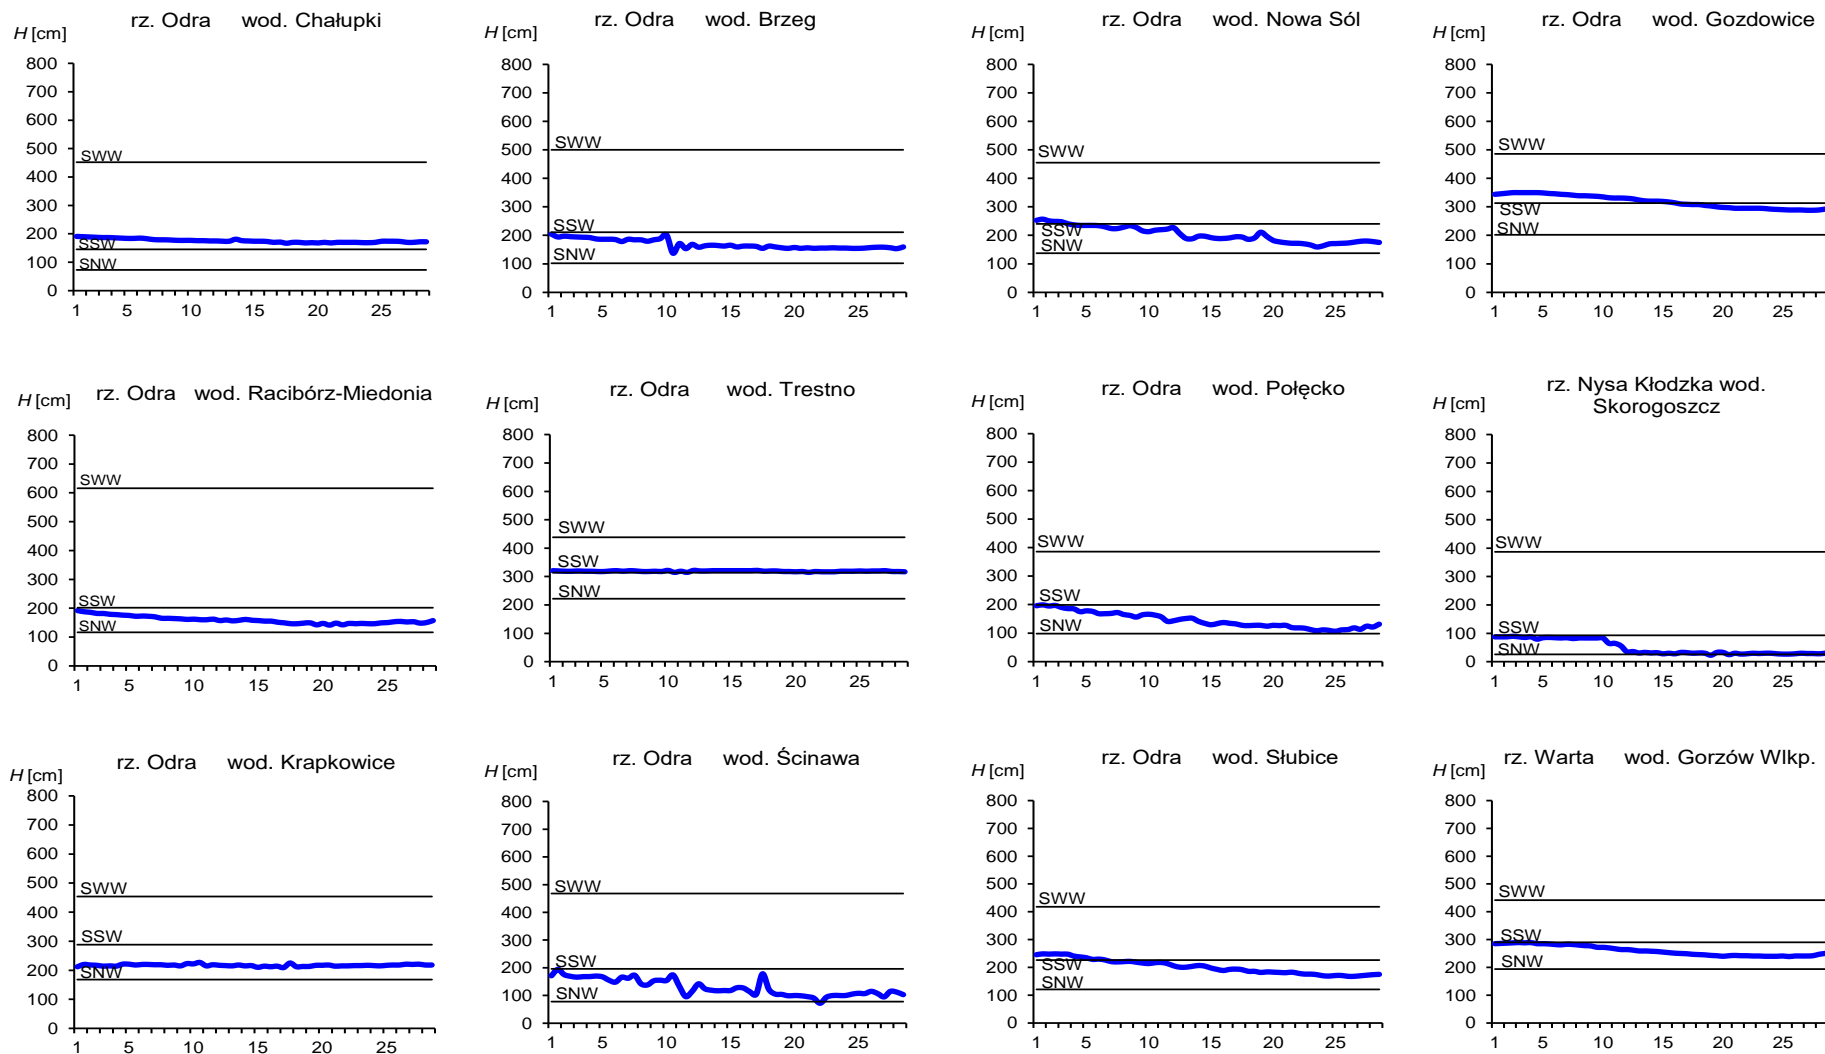 rz. Odra wod. Chałupki
H [cm]
800
700
600
500
400
300
200
100
0
SWW
SSW
SNW
1 5 10 15 20 25
rz. Odra wod. Brzeg
H [cm]
800
700
600
500
400
300
200
100
0
SWW
SSW
SNW
1 5 10 15 20 25
rz. Odra wod. Nowa Sól
H [cm]
800
700
600
500
400
300
200
100
0
SWW
SSW
SNW
1 5 10 15 20 25
rz. Odra wod. Gozdowice
H [cm]
800
700
600
500
400
300
200
100
0
SWW
SSW
SNW
1 5 10 15 20 25
rz. Odra wod. Racibórz-Miedonia
H [cm]
800
700
600
500
400
300
200
100
0
SWW
SSW
SNW
1 5 10 15 20 25
rz. Odra wod. Trestno
H [cm]
800
700
600
500
400
300
200
100
0
SWW
SSW
SNW
1 5 10 15 20 25
rz. Odra wod. Połęcko
H [cm]
800
700
600
500
400
300
200
100
0
SWW
SSW
SNW
1 5 10 15 20 25
rz. Nysa Kłodzka wod.
Skorogoszcz
H [cm]
800
700
600
500
400
300
200
100
0
SWW
SSW
SNW
1 5 10 15 20 25
rz. Odra wod. Krapkowice
H [cm]
800
700
600
500
400
300
200
100
0
SWW
SSW
SNW
1 5 10 15 20 25
rz. Odra wod. Ścinawa
H [cm]
800
700
600
500
400
300
200
100
0
SWW
SSW
SNW
1 5 10 15 20 25
rz. Odra wod. Słubice
H [cm]
800
700
600
500
400
300
200
100
0
SWW
SSW
SNW
1 5 10 15 20 25
rz. Warta wod. Gorzów Wlkp.
H [cm]
800
700
600
500
400
300
200
100
0
SWW
SSW
SNW
1 5 10 15 20 25